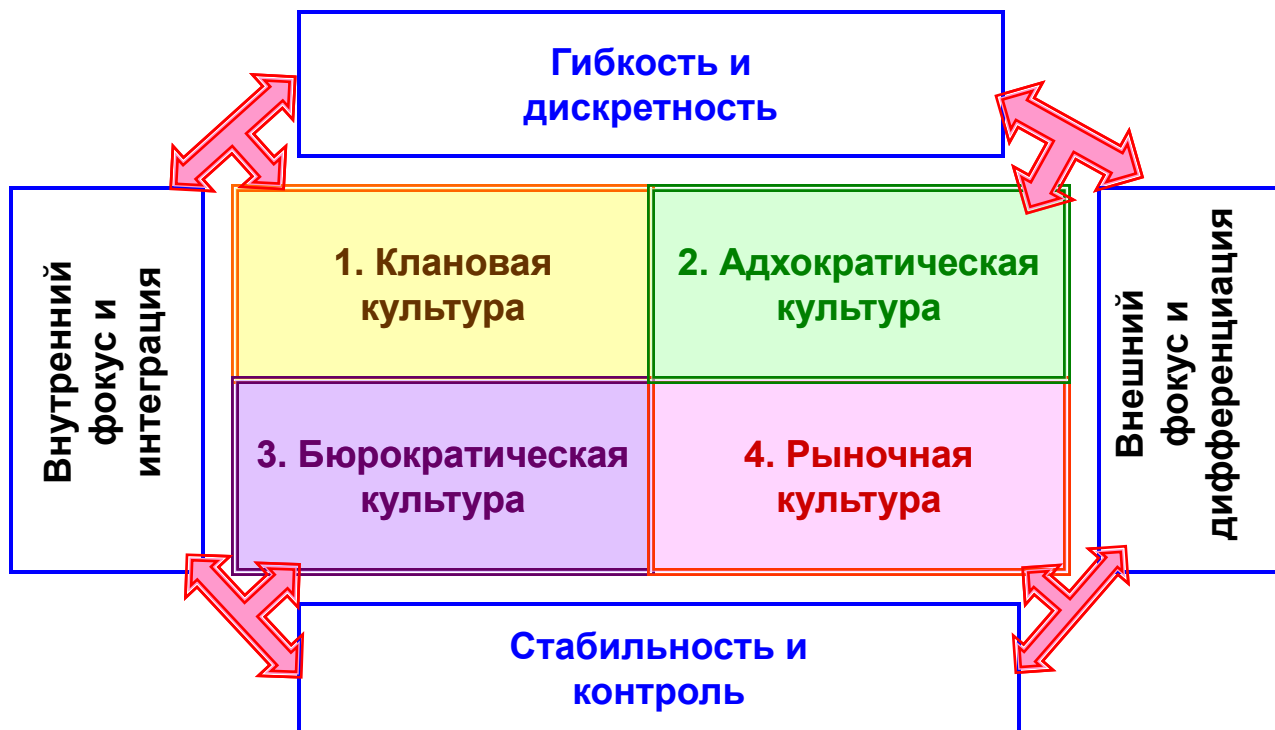 Гибкость и
дискретность
Внутренний
фокус и
интеграция
1. Клановая
культура
2. Адхократическая
культура
Внешний
фокус и
дифференциация
3. Бюрократическая
культура
4. Рыночная
культура
Стабильность и
контроль